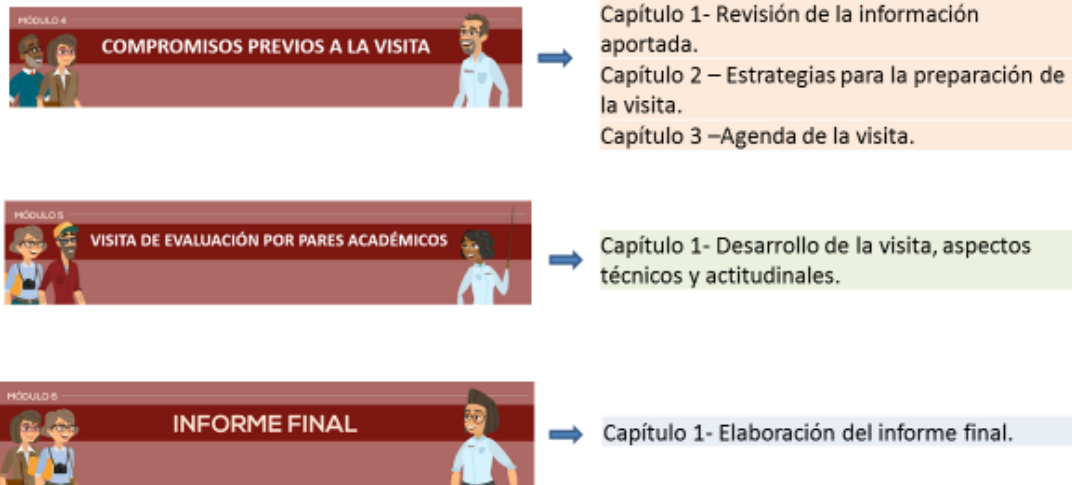 MÓDULO 4
COMPROMISOS PREVIOS A LA VISITA
Capítulo 1- Revisión de la información
aportada.
Capítulo 2 – Estrategias para la preparación de
la visita.
Capítulo 3 –Agenda de la visita.
MÓDULO 5
VISITA DE EVALUACIÓN POR PARES ACADÉMICOS
Capítulo 1- Desarrollo de la visita, aspectos
técnicos y actitudinales.
MÓDULO 6
INFORME FINAL
Capítulo 1- Elaboración del informe final.